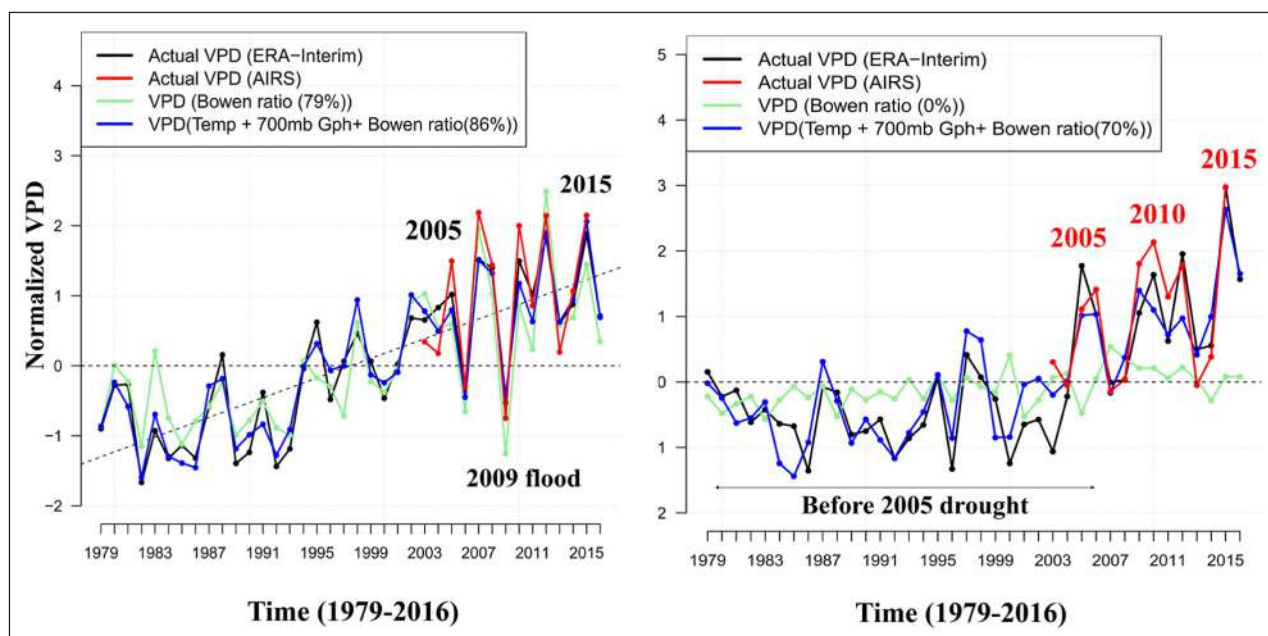 Actual VPD (ERA−Interim)
Actual VPD (AIRS)
VPD (Bowen ratio (79%))
VPD(Temp + 700mb Gph+ Bowen ratio(86%))
4
3
2
1
0
−1
−2
Normalized VPD
2005
2015
2009 flood
1979 1983 1987 1991 1995 1999 2003 2007 2011 2015
Time (1979-2016)
Actual VPD (ERA−Interim)
Actual VPD (AIRS)
VPD (Bowen ratio (0%))
VPD(Temp + 700mb Gph+ Bowen ratio(70%))
5
4
3
2
1
0
1
2
2005
2010
2015
Before 2005 drought
1979 1983 1987 1991 1995 1999 2003 2007 2011 2015
Time (1979-2016)